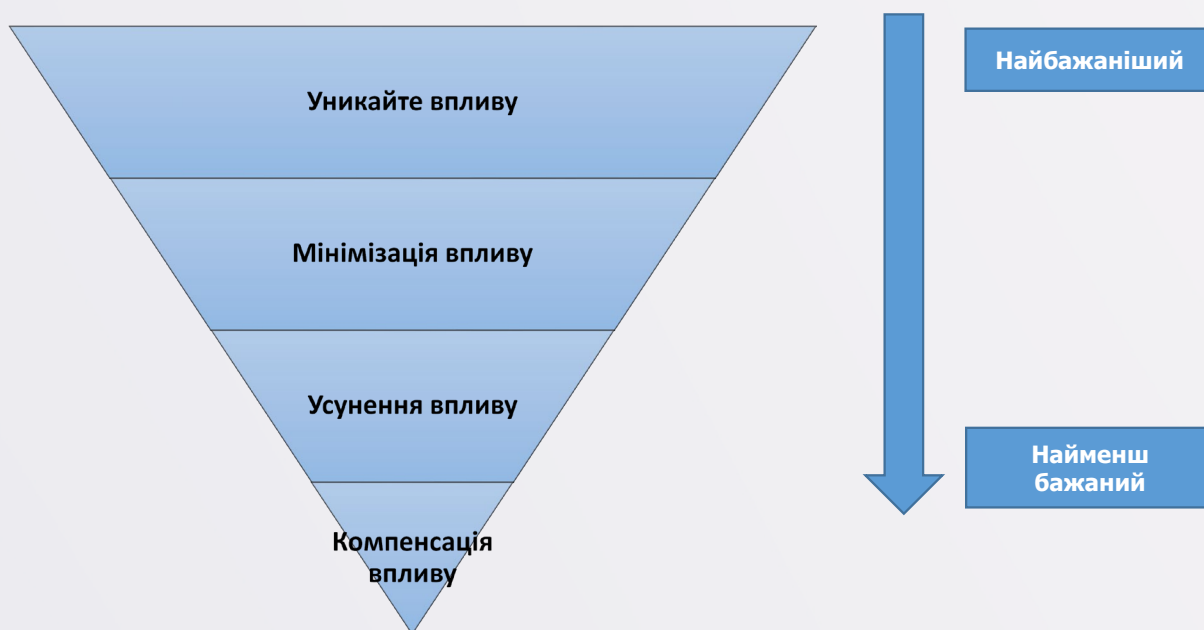 Уникайте впливу
Найбажаніший
Мінімізація впливу
Усунення впливу
Найменш
бажаний
Компенсація
впливу